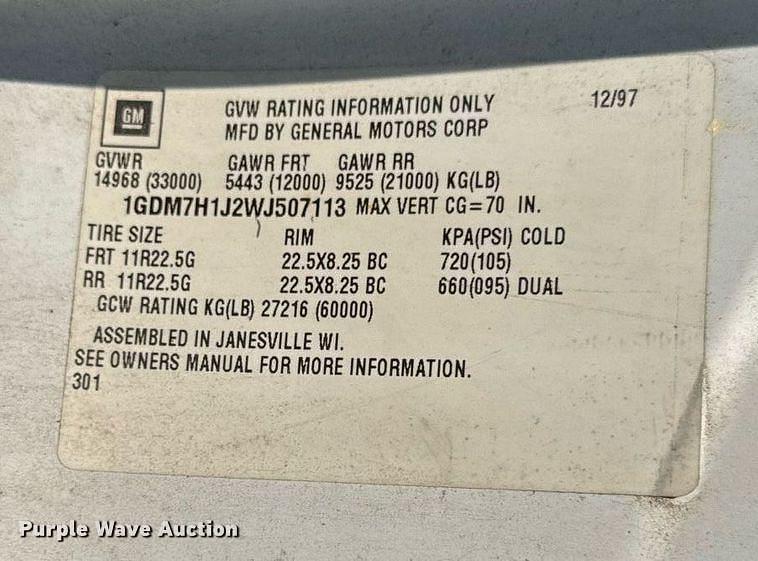 GM
GVW RATING INFORMATION ONLY 12/97
MFD BY GENERAL MOTORS CORP
GVWR GAWR FRT GAWR RR
14968 (33000) 5443 (12000) 9525 (21000) KG(LB)
1GDM7H1J2WJ507113 MAX VERT CG=70 IN.
TIRE SIZE RIM KPA(PSI) COLD
FRT 11R22.5G 22.5X8.25 BC 720(105)
RR 11R22.5G 22.5X8.25 BC 660(095) DUAL
GCW RATING KG(LB) 27216 (60000)
ASSEMBLED IN JANESVILLE WI.
SEE OWNERS MANUAL FOR MORE INFORMATION.
301
Purple Wave Auction